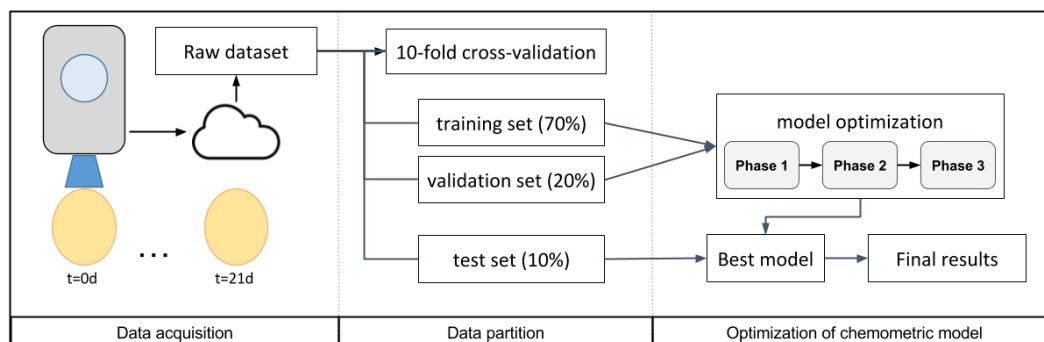 Raw dataset
t=0d
...
t=21d
10-fold cross-validation
training set (70%)
validation set (20%)
test set (10%)
model optimization
Phase 1
Phase 2
Phase 3
Best model
Final results
Data acquisition
Data partition
Optimization of chemometric model